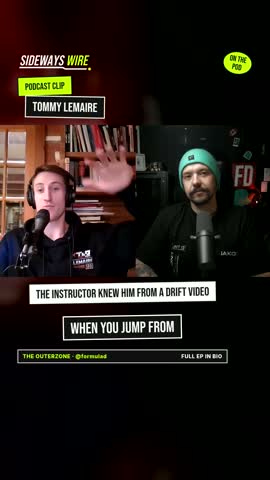 SIDEWAYS WIRE.
ON THE
POD
PODCAST CLIP
TOMMY LEMAIRE
FD
THE INSTRUCTOR KNEW HIM FROM A DRIFT VIDEO
WHEN YOU JUMP FROM
THE OUTERZONE - @formulad
FULL EP IN BIO